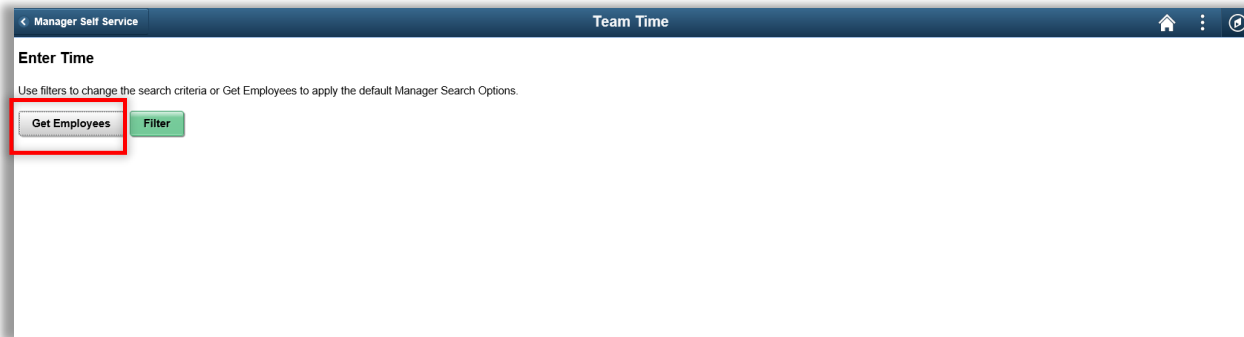 Manager Self Service
Team Time
Enter Time
Use filters to change the search criteria or Get Employees to apply the default Manager Search Options.
Get Employees
Filter